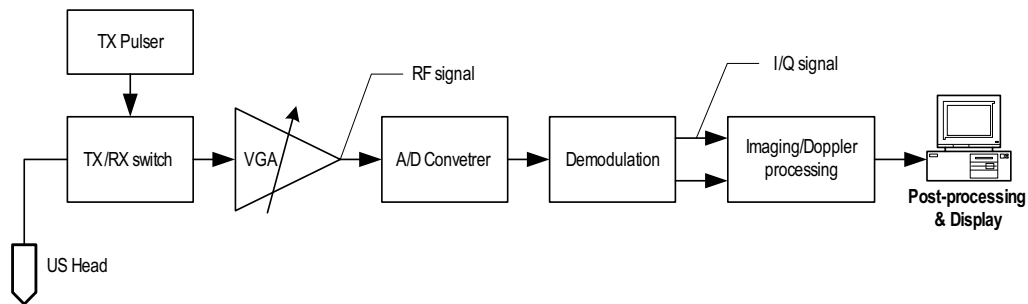 TX Pulser
RF signal
I/Q signal
TX/RX switch
VGA
A/D Convetrer
Demodulation
Imaging/Doppler
processing
Post-processing
& Display
US Head